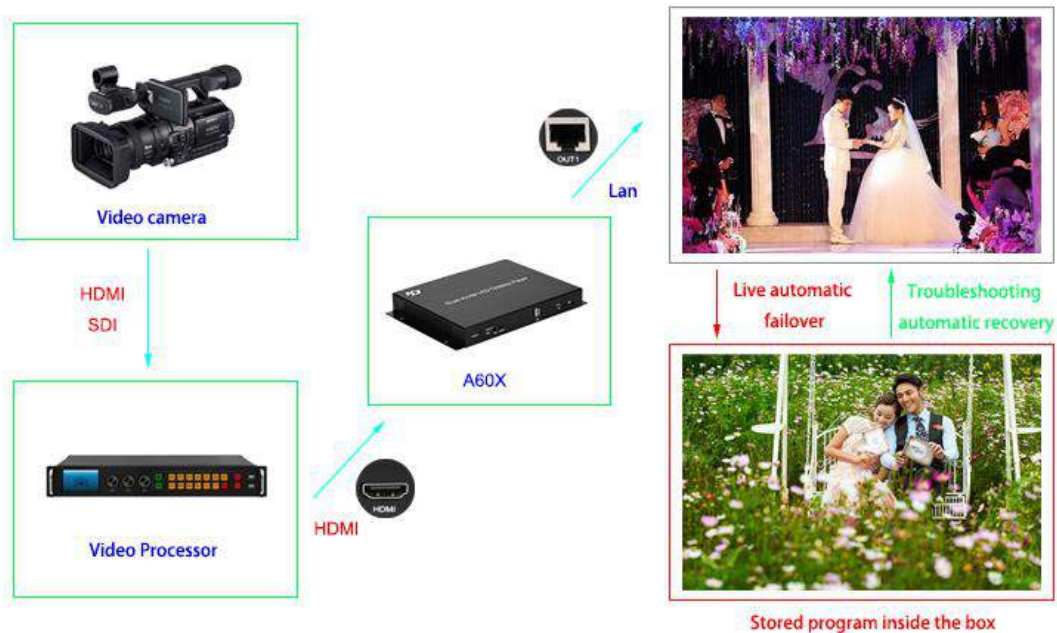 Video camera
HDMI
SDI
Video Processor
HDMI
HDMI
A60X
OUT1
Lan
Live automatic
failover
Troubleshooting
automatic recovery
Stored program inside the box